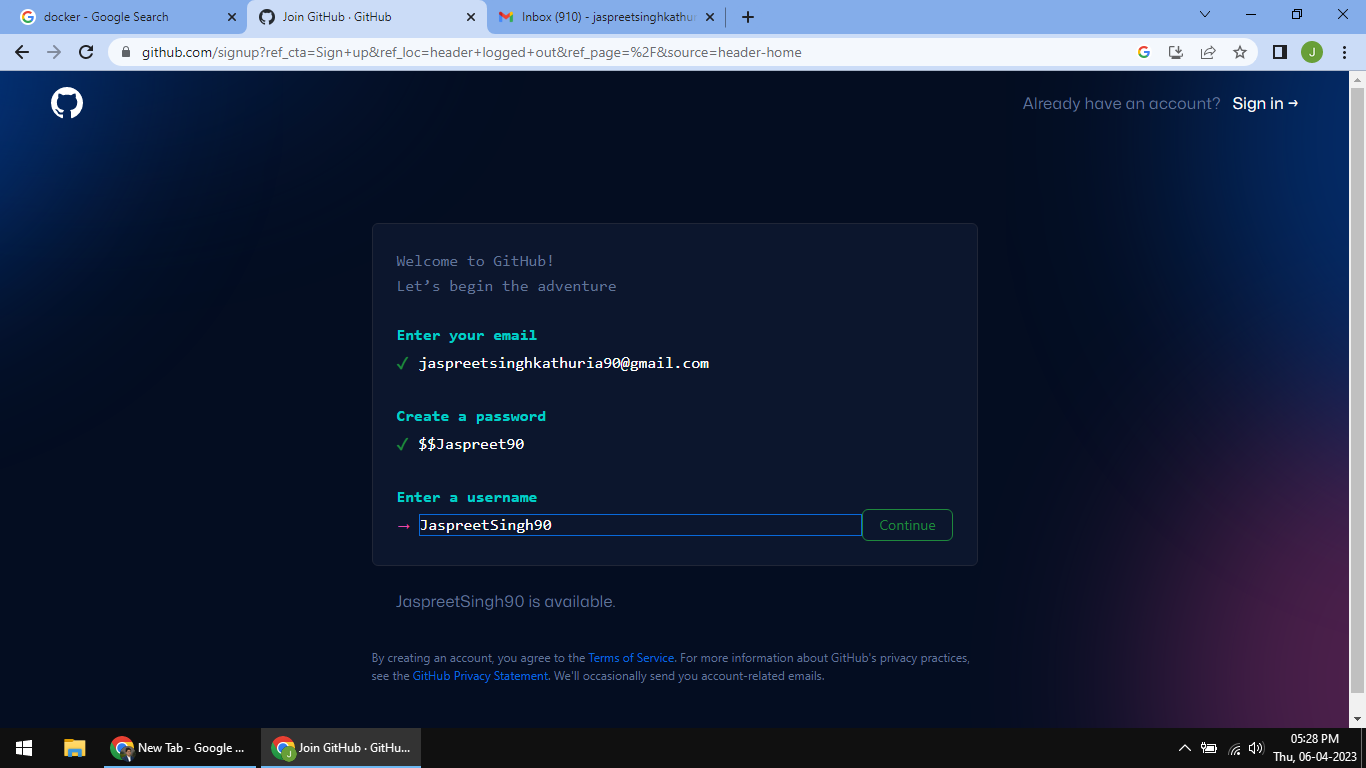 docker - Google Search
Join GitHub · GitHub
Inbox (910) - jaspreetsinghkathur
github.com/signup?ref_cta=Sign+up&ref_loc=header+logged+out&ref_page=%2F&source=header-home
J
Already have an account? Sign in →
Welcome to GitHub!
Let’s begin the adventure
Enter your email
✓ jaspreetsinghkathuria90@gmail.com
Create a password
✓ $$Jaspreet90
Enter a username
→ JaspreetSingh90 Continue
JaspreetSingh90 is available.
By creating an account, you agree to the Terms of Service. For more information about GitHub's privacy practices,
see the GitHub Privacy Statement. We'll occasionally send you account-related emails.
New Tab - Google ...
Join GitHub · GitHu...
05:28 PM
Thu, 06-04-2023